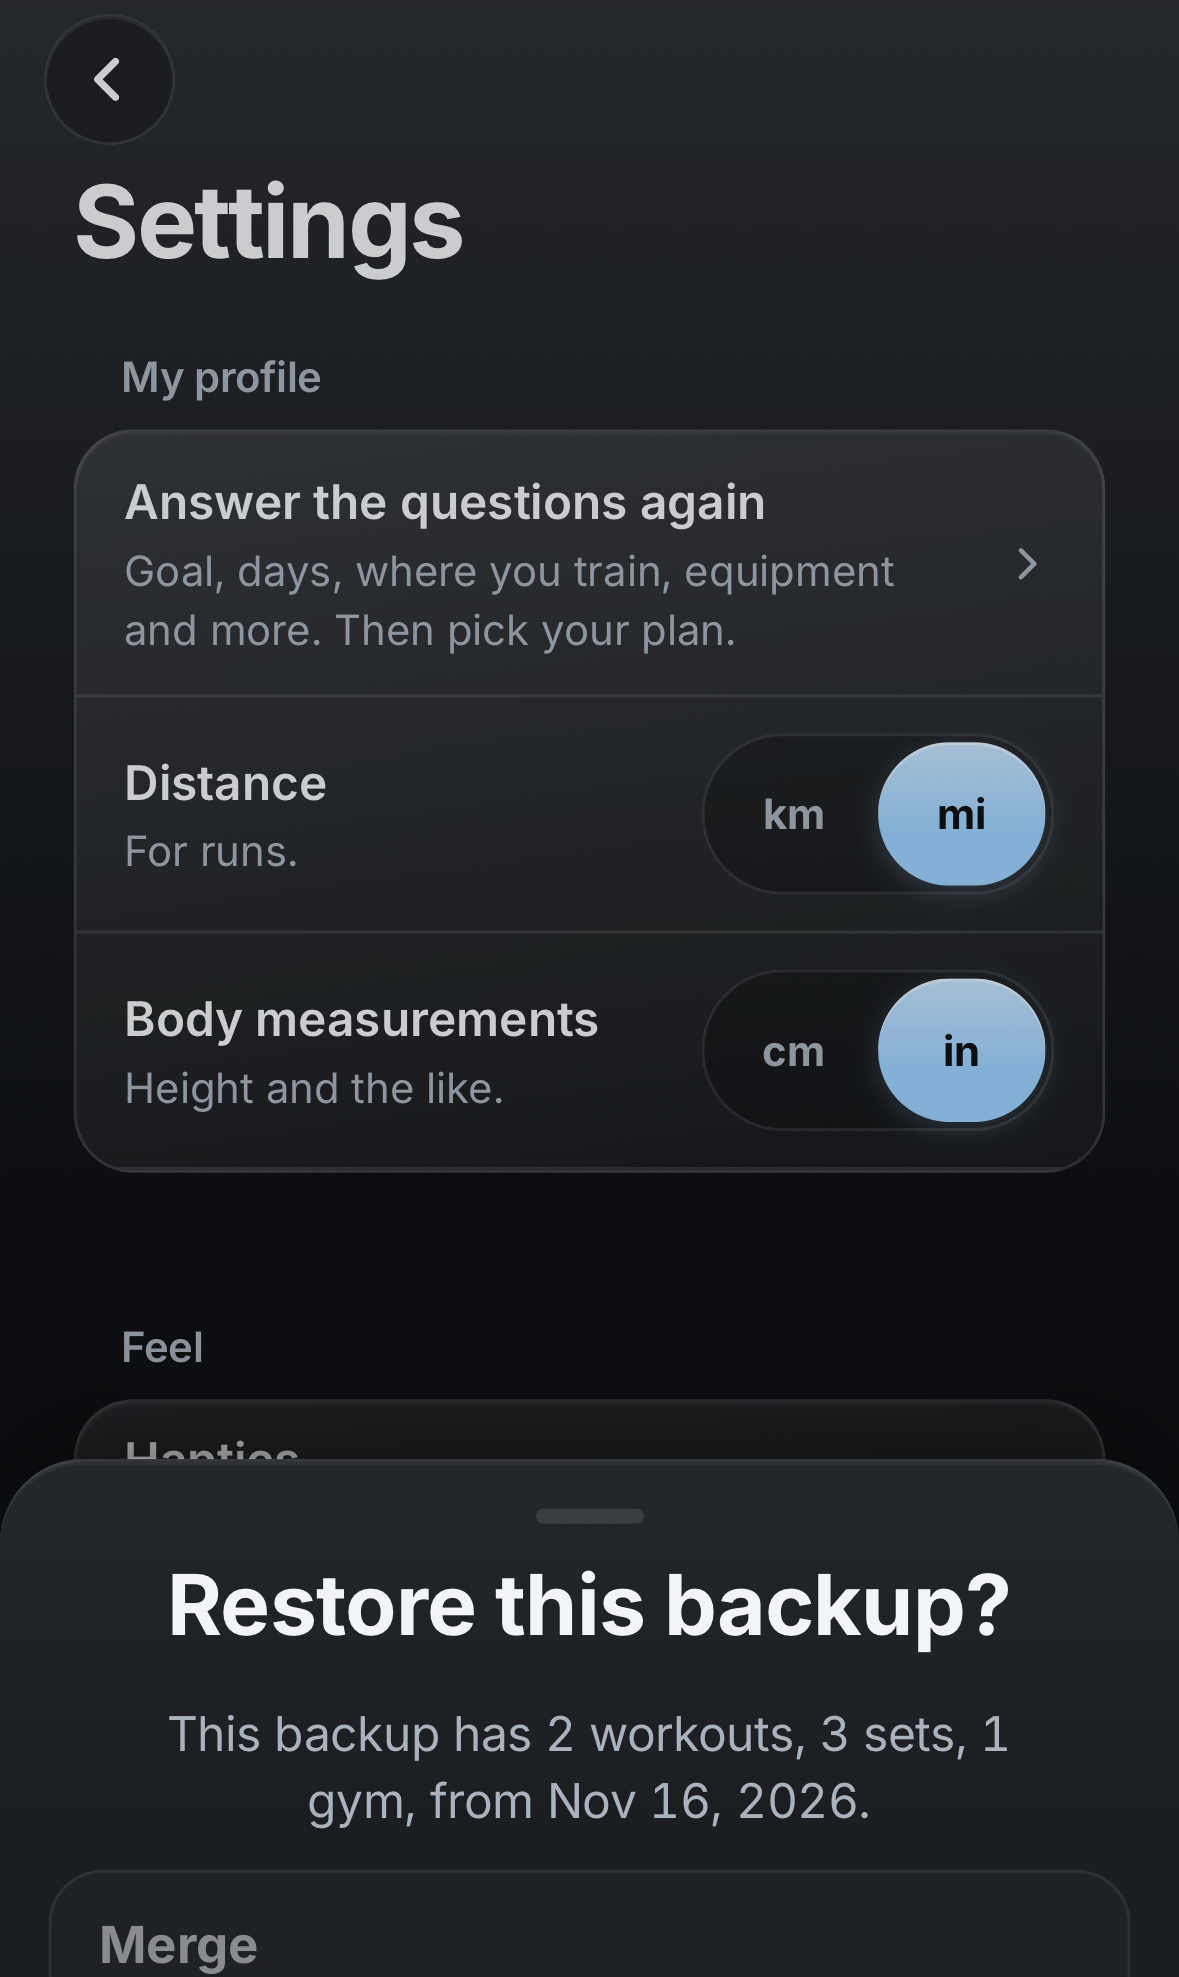 Settings
My profile
Answer the questions again
Goal, days, where you train, equipment
and more. Then pick your plan.
Distance
For runs.
km
mi
Body measurements
Height and the like.
cm
in
Feel
Haptics
Restore this backup?
This backup has 2 workouts, 3 sets, 1
gym, from Nov 16, 2026.
Merge